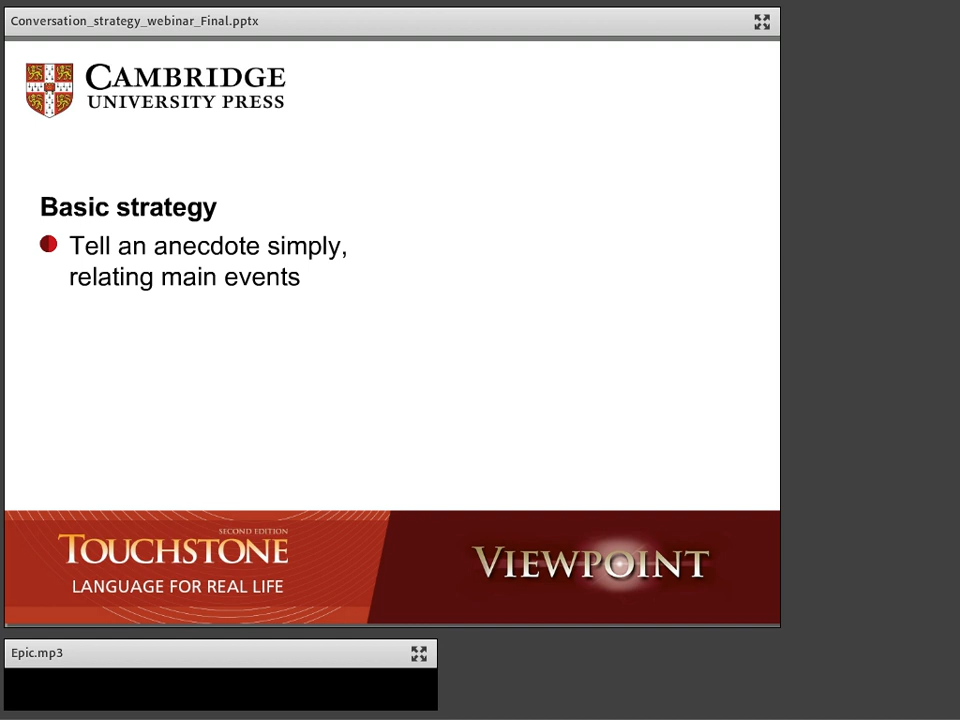 Conversation_strategy_webinar_Final.pptx
CAMBRIDGE
UNIVERSITY PRESS
Basic strategy
Tell an anecdote simply,
relating main events
SECOND EDITION
TOUCHSTONE
LANGUAGE FOR REAL LIFE
VIEWPOINT
Epic.mp3